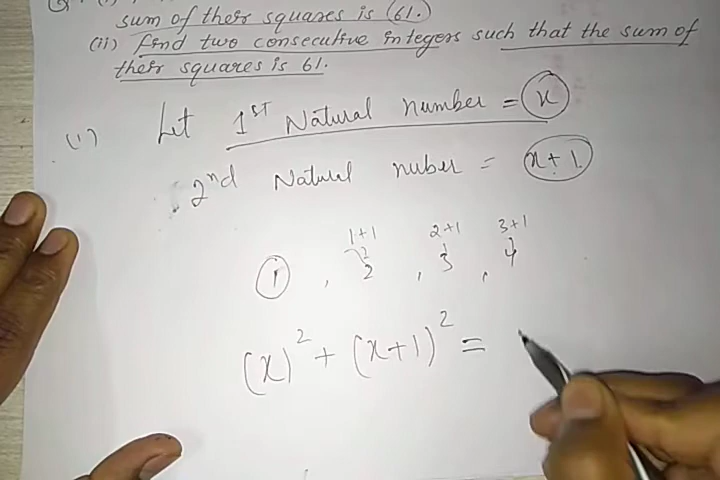 sum of their squares is (61.)
(ii) find two consecutive integers such that the sum of
their squares is 61.
(i) Let 1st Natural number = x
2nd Natural nuber = x+1.
1+1 2+1 3+1
1, 2, 3, 4
(x)² + (x+1)² =